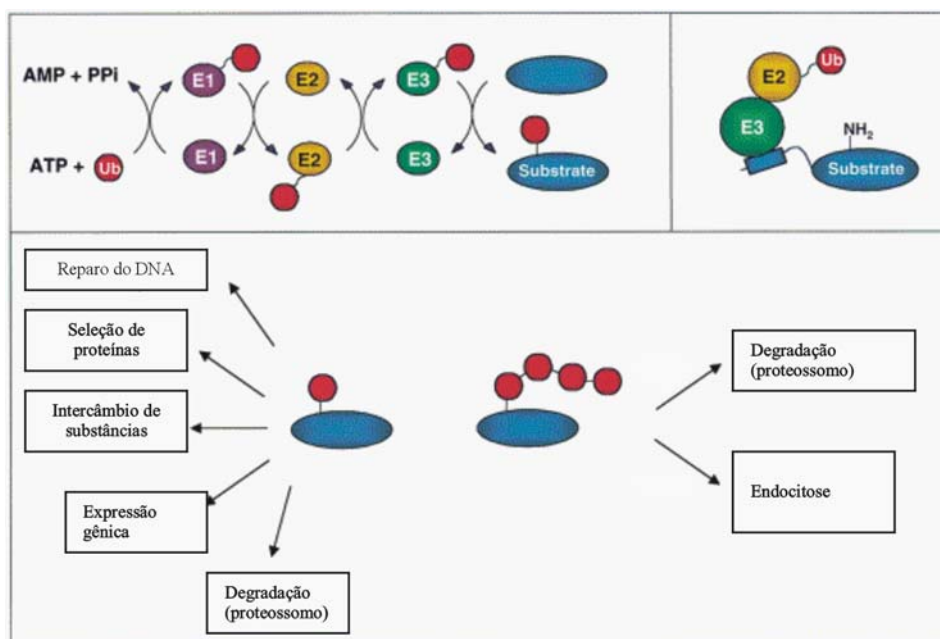 AMP + PPi
E1
E2
E3
ATP + Ub
E1
E2
E3
Substrate
E2
Ub
E3
NH2
Substrate
Reparo do DNA
Seleção de
proteínas
Intercâmbio de
substâncias
Expressão
gênica
Degradação
(proteossomo)
Degradação
(proteossomo)
Endocitose